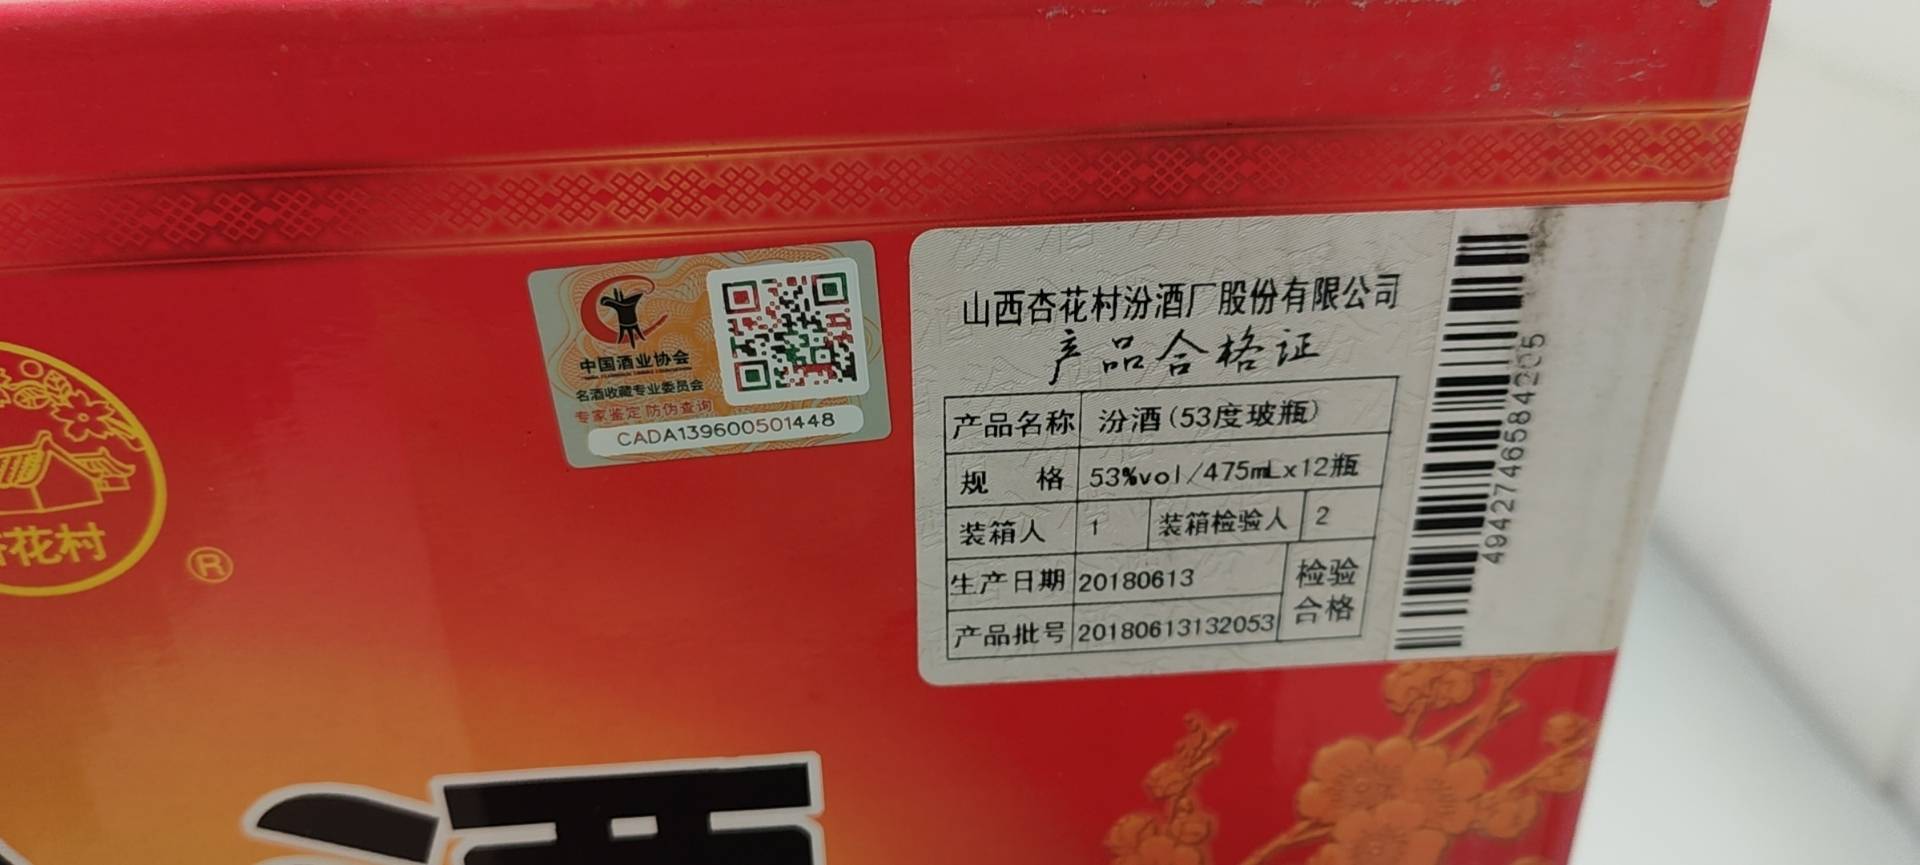 中国酒业协会
名酒收藏专业委员会
专家鉴定 防伪查询
CADA139600501448
山西杏花村汾酒厂股份有限公司
产品合格证
产品名称 汾酒(53度玻瓶)
规 格 53%vol/475mLx12瓶
装箱人 1 装箱检验人 2
生产日期 20180613 检验
产品批号 20180613132053 合格
花村
®
酒